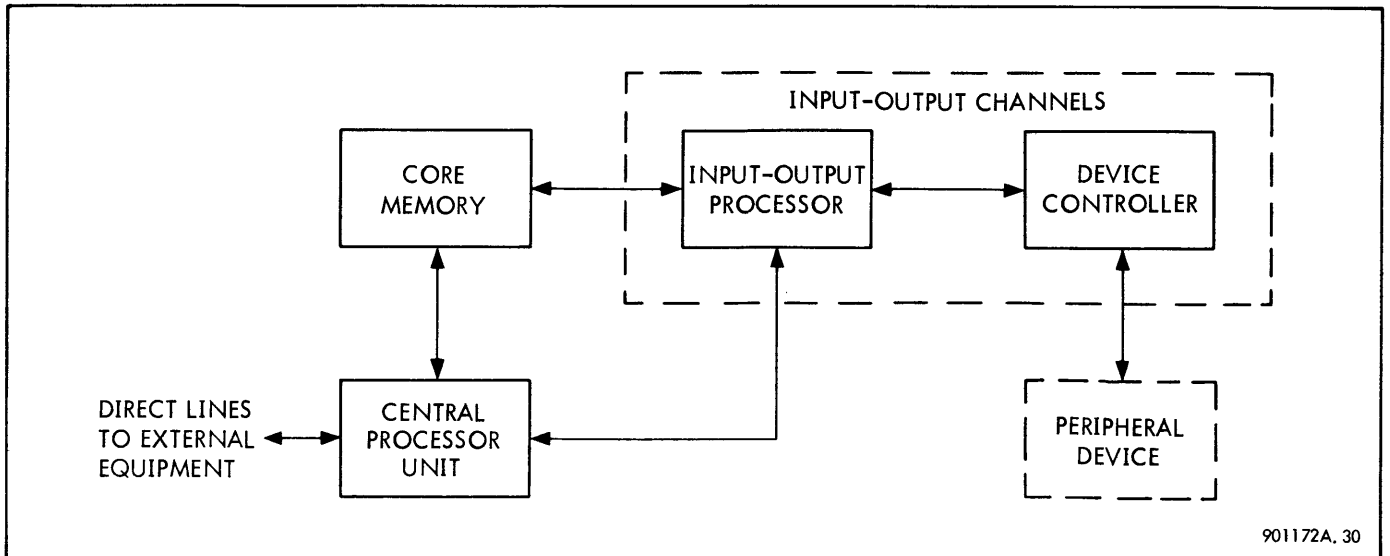 INPUT-OUTPUT CHANNELS
CORE
MEMORY
INPUT-OUTPUT
PROCESSOR
DEVICE
CONTROLLER
DIRECT LINES
TO EXTERNAL
EQUIPMENT
CENTRAL
PROCESSOR
UNIT
PERIPHERAL
DEVICE
901172A. 30